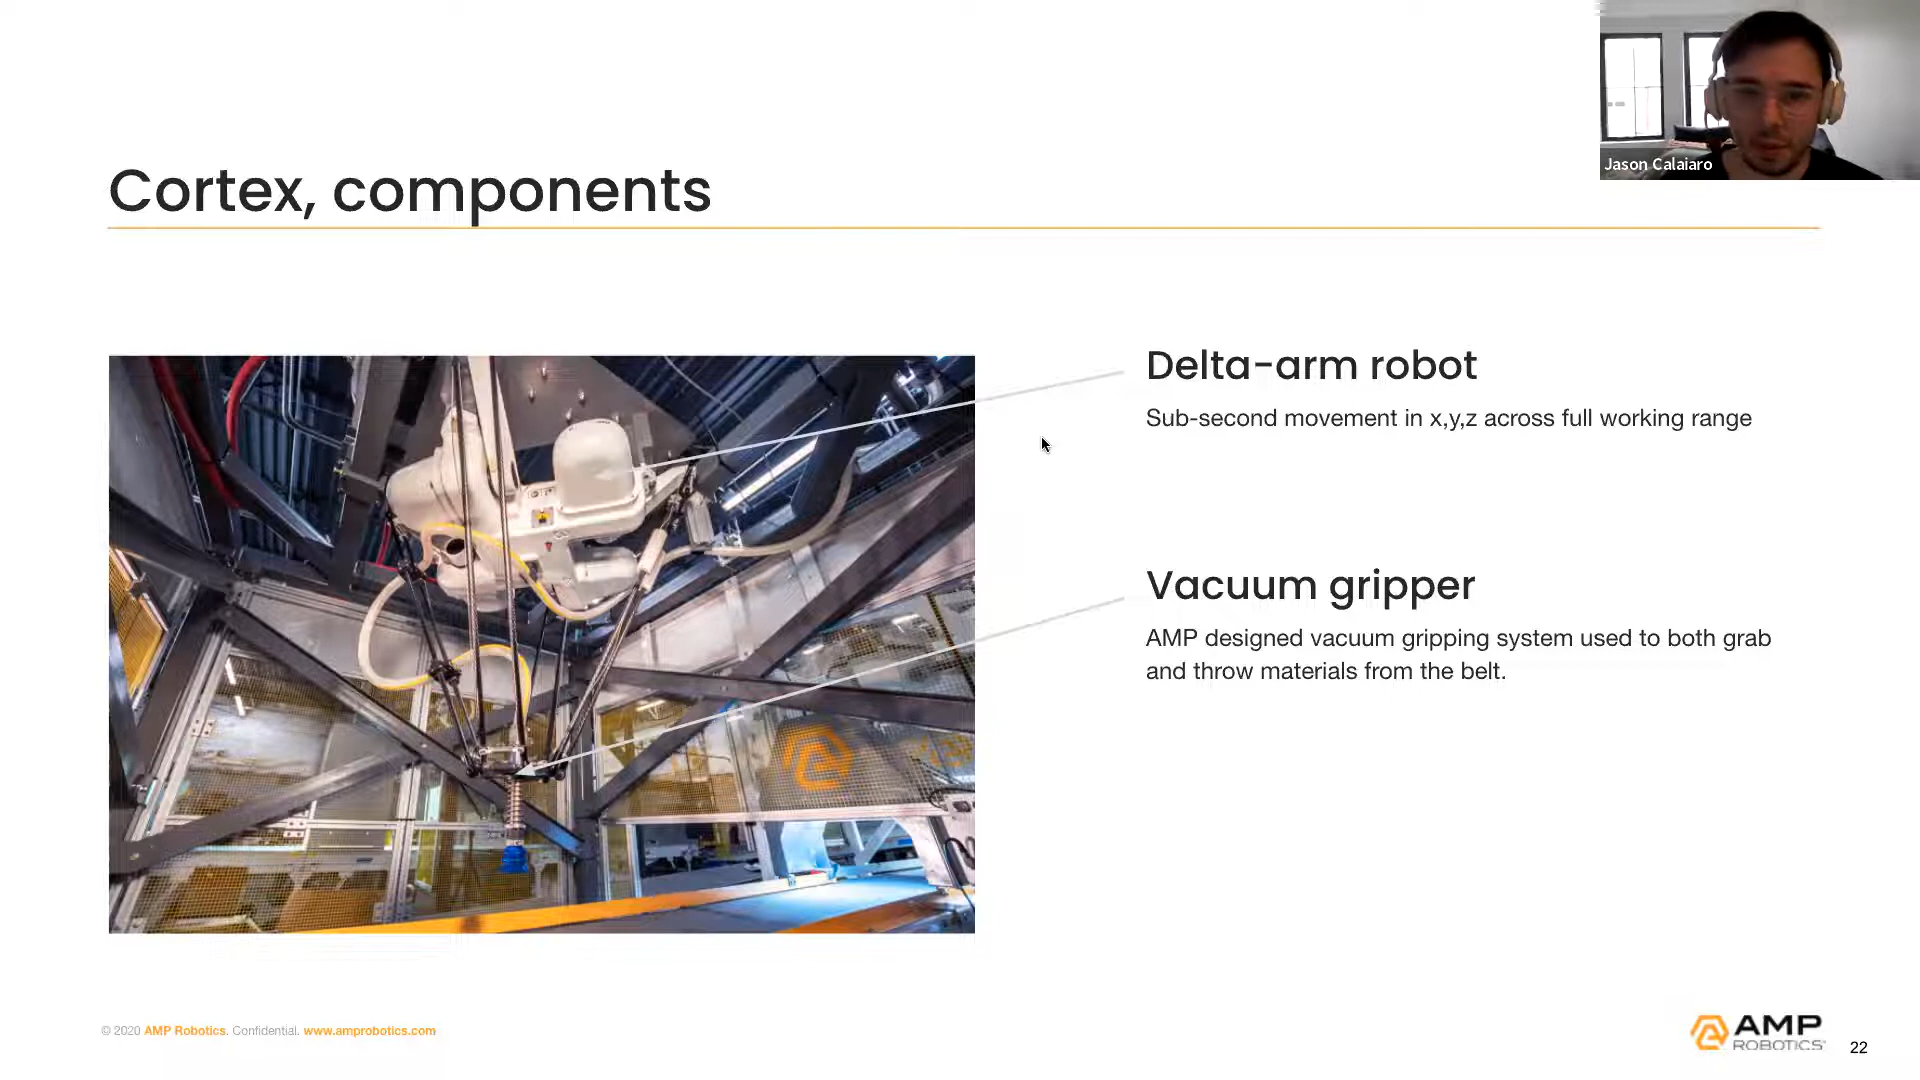 Jason Calaiaro
Cortex, components
Delta-arm robot
Sub-second movement in x,y,z across full working range
Vacuum gripper
AMP designed vacuum gripping system used to both grab
and throw materials from the belt.
© 2020 AMP Robotics. Confidential. www.amprobotics.com
AMP
ROBOTICS
22